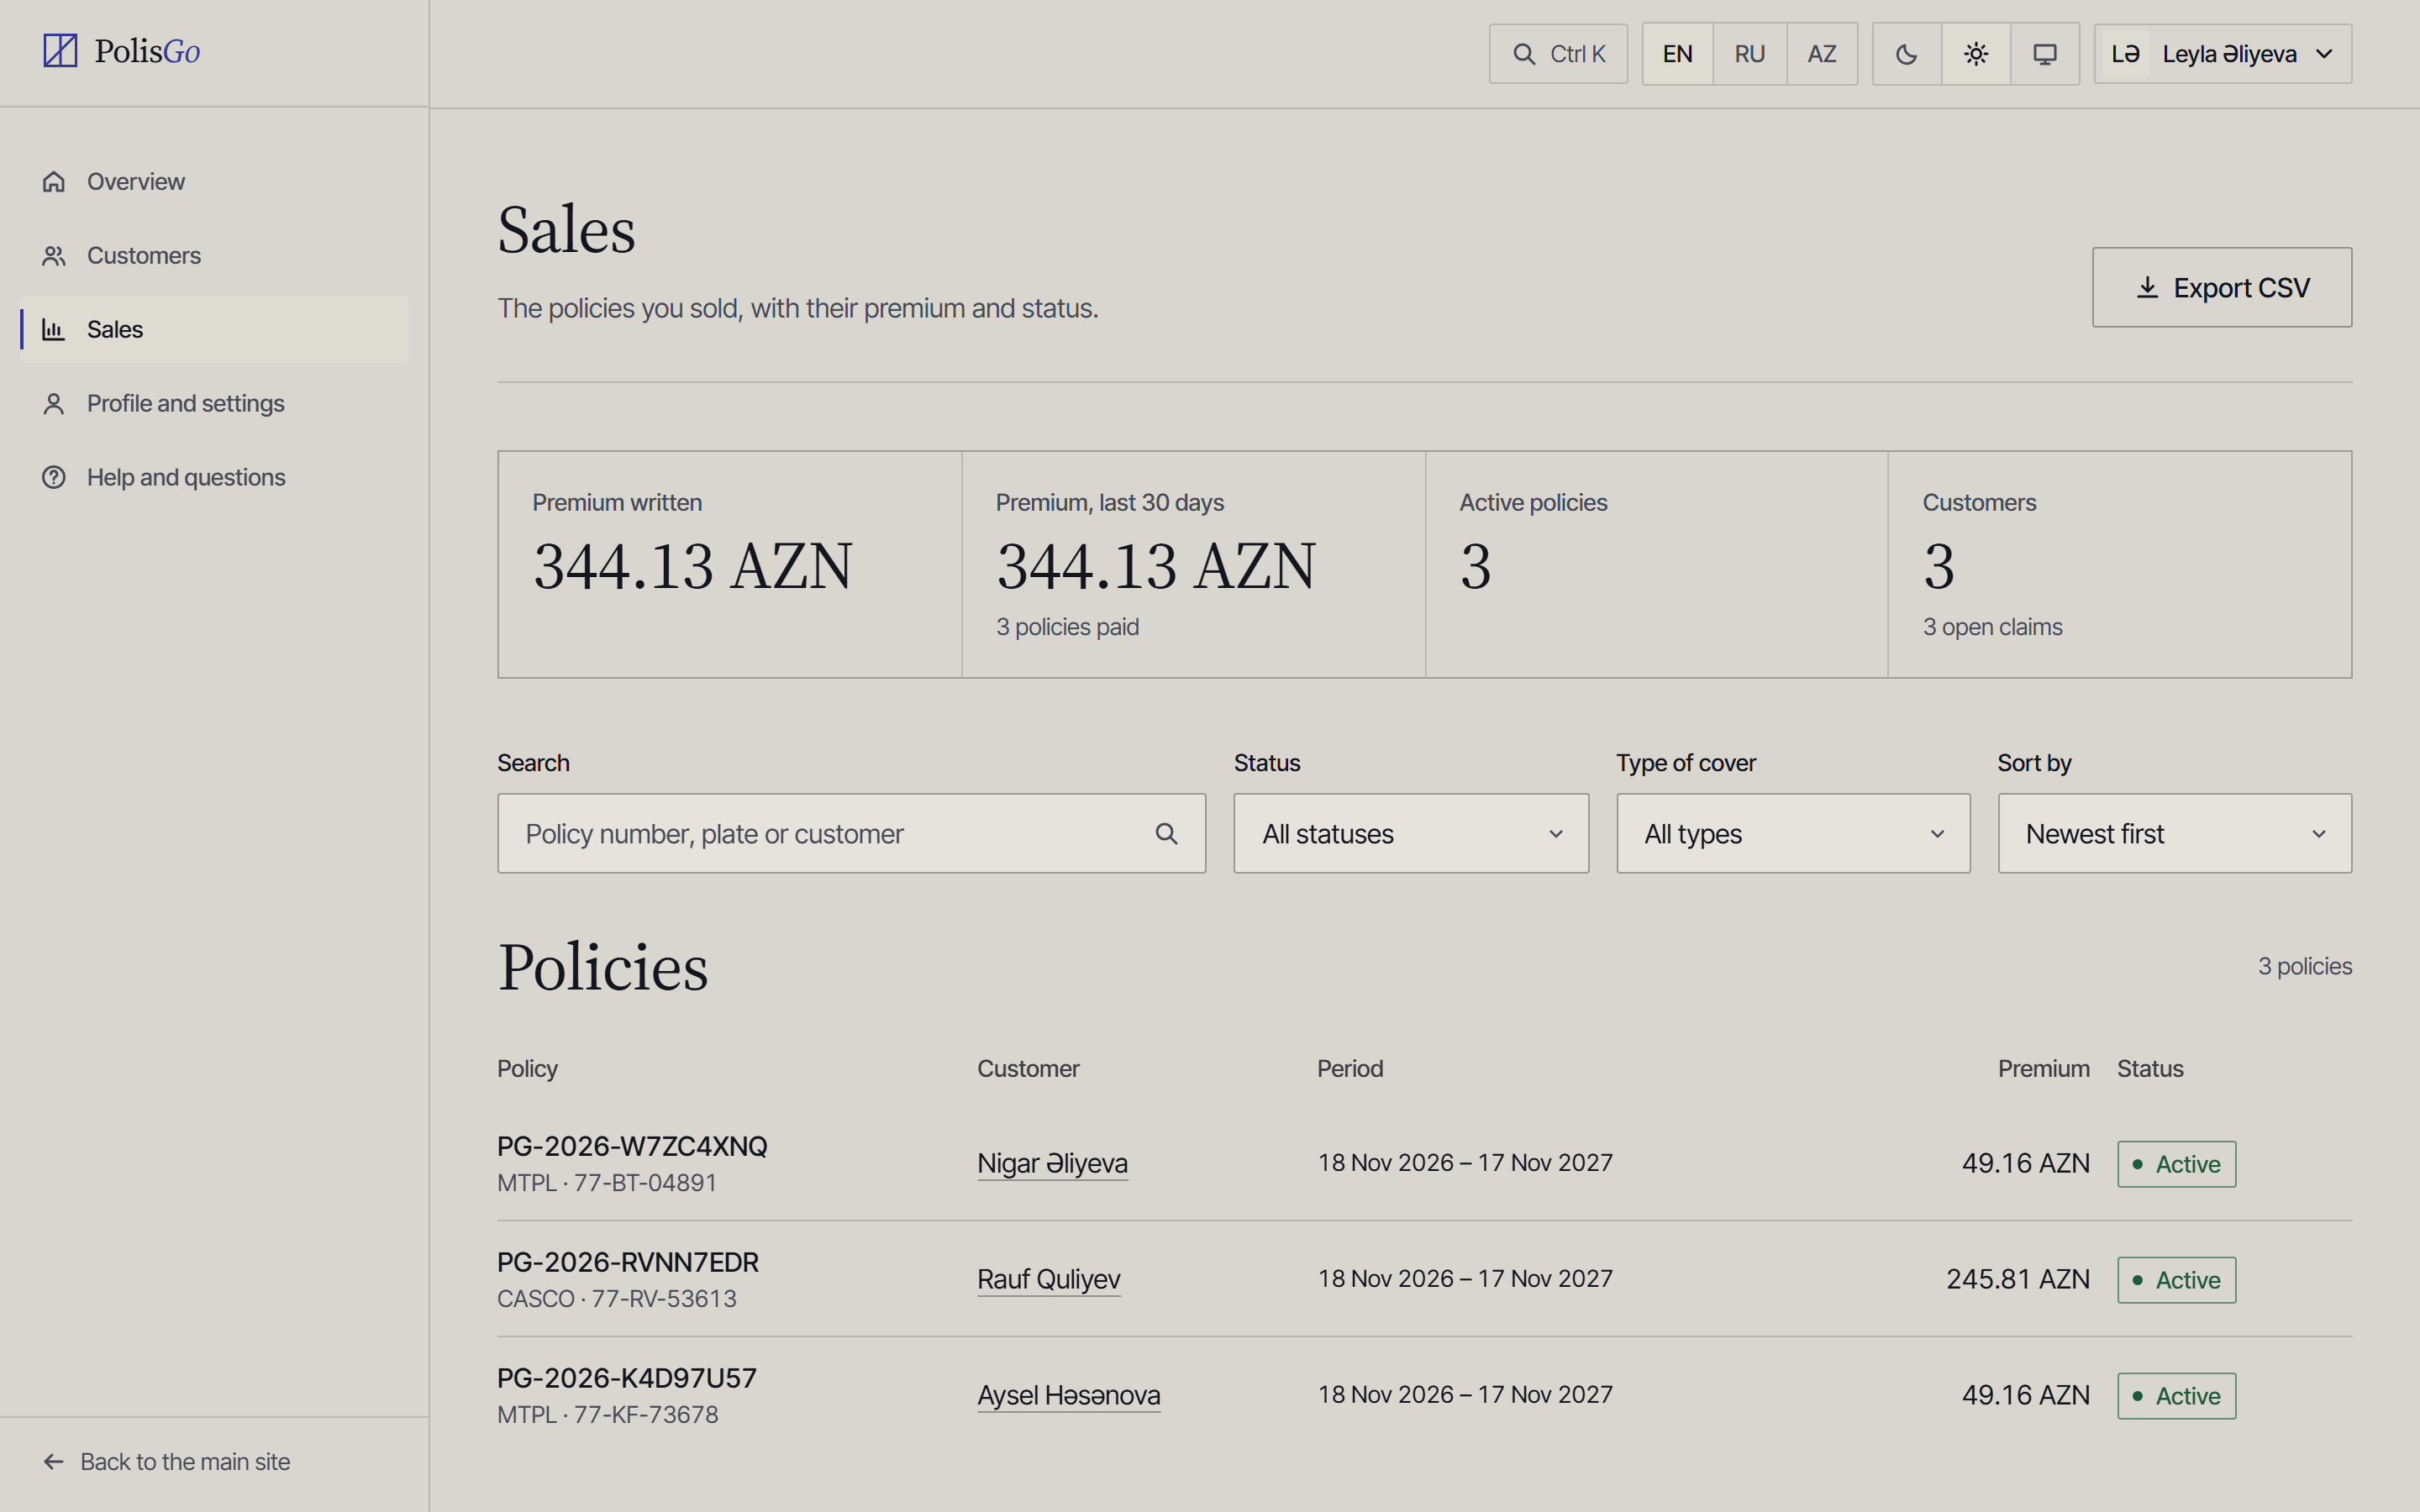 PolisGo
Ctrl K
EN RU AZ
LƏ Leyla Əliyeva
Overview
Customers
Sales
Profile and settings
Help and questions
Back to the main site
Sales
The policies you sold, with their premium and status.
Export CSV
Premium written
344.13 AZN
Premium, last 30 days
344.13 AZN
3 policies paid
Active policies
3
Customers
3
3 open claims
Search
Policy number, plate or customer
Status
All statuses
Type of cover
All types
Sort by
Newest first
Policies
3 policies
Policy Customer Period Premium Status
PG-2026-W7ZC4XNQ
MTPL · 77-BT-04891
Nigar Əliyeva
18 Nov 2026 – 17 Nov 2027
49.16 AZN
Active
PG-2026-RVNN7EDR
CASCO · 77-RV-53613
Rauf Quliyev
18 Nov 2026 – 17 Nov 2027
245.81 AZN
Active
PG-2026-K4D97U57
MTPL · 77-KF-73678
Aysel Həsənova
18 Nov 2026 – 17 Nov 2027
49.16 AZN
Active